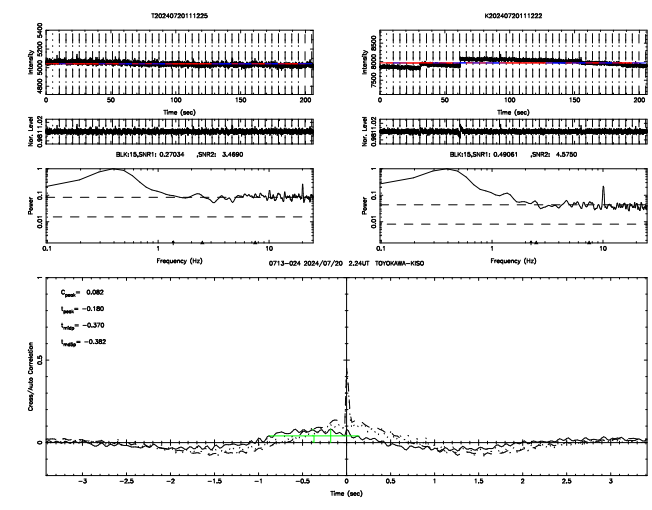 T20240720111225 K20240720111222
Intensity
4800 5000 5200 5400
0 50 100 150 200
Time (sec)
Intensity
7500 8000 8500
0 50 100 150 200
Time (sec)
Nor. Level
0.98 1 1.02
Nor. Level
0.98 1 1.02
BLK:15,SNR1: 0.27034 ,SNR2: 3.4690
BLK:15,SNR1: 0.49061 ,SNR2: 4.5750
Power
1
0.1
0.01
0.1 1 10
Frequency (Hz)
Power
1
0.1
0.01
0.1 1 10
Frequency (Hz)
0713-024 2024/07/20 2.24UT TOYOKAWA-KISO
Cross/Auto Correlation
1
0.5
0
Cpeak= 0.082
tpeak= -0.180
tmidp= -0.370
-0.382
-3 -2.5 -2 -1.5 -1 -0.5 0 0.5 1 1.5 2 2.5 3
Time (sec)